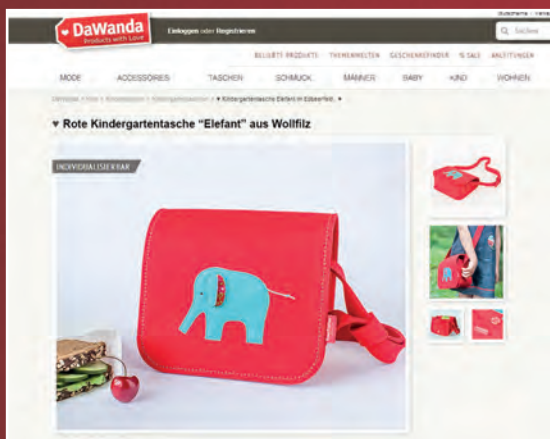 DaWanda
Products with Love
Einloggen oder Registrieren
Suchen
BELIEBTE PRODUKTE THEMENWELTEN GESCHENKEFINDER % SALE ANLEITUNGEN
MODE ACCESSOIRES TASCHEN SCHMUCK MÄNNER BABY KIND WOHNEN
♥ Rote Kindergartentasche "Elefant" aus Wollfilz
INDIVIDUALISIERBAR